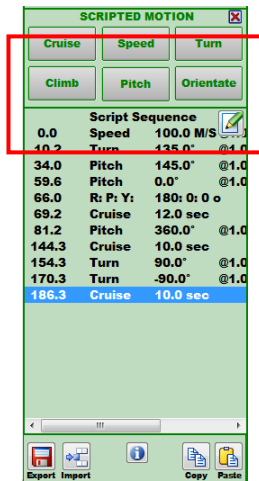 SCRIPTED MOTION
Cruise Speed Turn
Climb Pitch Orientate
Script Sequence
0.0 Speed 100.0 M/S
10.2 Turn 135.0° @1.0
34.0 Pitch 145.0° @1.0
59.6 Pitch 0.0° @1.0
66.0 R: P: Y: 180: 0: 0 o
69.2 Cruise 12.0 sec
81.2 Pitch 360.0° @1.0
144.3 Cruise 10.0 sec
154.3 Turn 90.0° @1.0
170.3 Turn -90.0° @1.0
186.3 Cruise 10.0 sec
Export Import Copy Paste